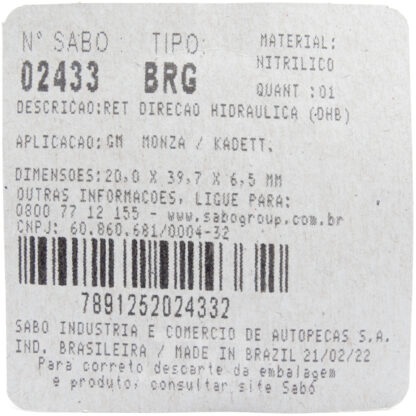 Nº SABO TIPO: MATERIAL:
02433 BRG NITRILICO
QUANT :01
DESCRICAO:RET DIRECAO HIDRAULICA (-DHB)
APLICACAO:GM MONZA / KADETT,
DIMENSOES:20,0 X 39,7 X 6,5 MM
OUTRAS INFORMACOES, LIGUE PARA:
0800 77 12 155 - www.sabogroup.com.br
CNPJ: 60.860.681/0004-32
7891252024332
SABO INDUSTRIA E COMERCIO DE AUTOPECAS S.A.
IND. BRASILEIRA / MADE IN BRAZIL 21/02/22
Para correto descarte da embalagem
e produto, consultar site Sabó